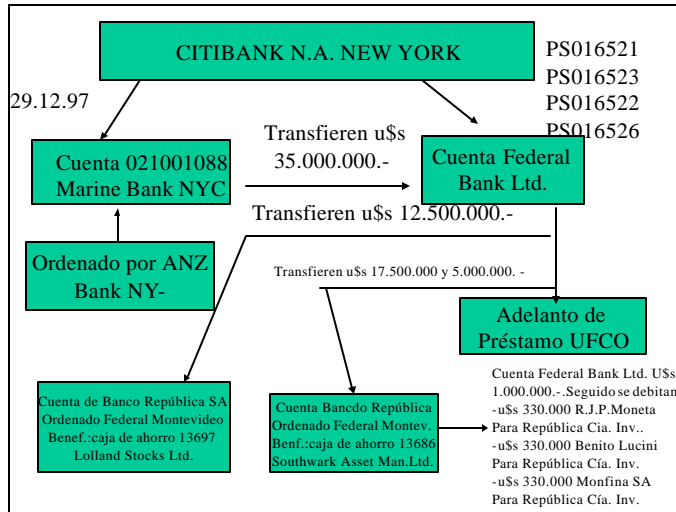 CITIBANK N.A. NEW YORK
PS016521
PS016523
PS016522
PS016526
29.12.97
Transfieren u$s
35.000.000.-
Cuenta 021001088
Marine Bank NYC
Cuenta Federal
Bank Ltd.
Transfieren u$s 12.500.000.-
Ordenado por ANZ
Bank NY-
Transfieren u$s 17.500.000 y 5.000.000. -
Adelanto de
Préstamo UFCO
Cuenta de Banco República SA
Ordenado Federal Montevideo
Benef.:caja de ahorro 13697
Lolland Stocks Ltd.
Cuenta Bancdo República
Ordenado Federal Montev.
Benf.:caja de ahorro 13686
Southwark Asset Man.Ltd.
Cuenta Federal Bank Ltd. U$s
1.000.000.-.Seguido se debitan
-u$s 330.000 R.J.P.Moneta
Para República Cia. Inv..
-u$s 330.000 Benito Lucini
Para República Cía. Inv.
-u$s 330.000 Monfina SA
Para República Cía. Inv.